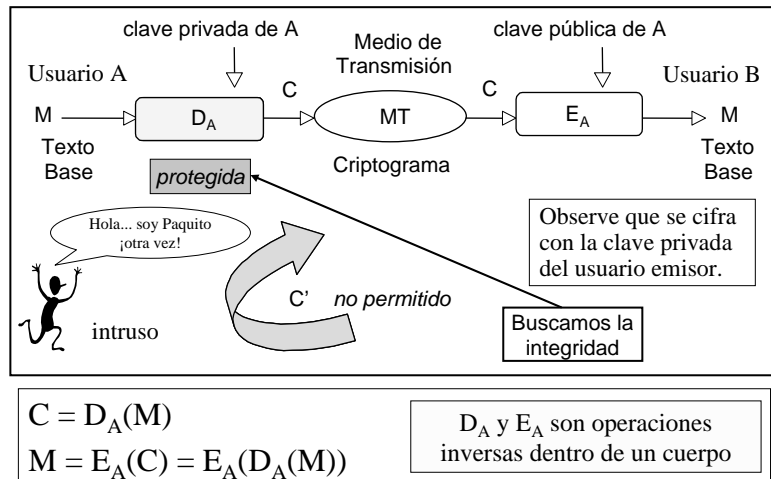 clave privada de A
Medio de
Transmisión
clave pública de A
Usuario A
Usuario B
C
C
M
D_A
MT
E_A
M
Texto
Base
Criptograma
Texto
Base
protegida
Hola... soy Paquito
¡otra vez!
Observe que se cifra
con la clave privada
del usuario emisor.
C'
no permitido
intruso
Buscamos la
integridad
C = D_A(M)
M = E_A(C) = E_A(D_A(M))
D_A y E_A son operaciones
inversas dentro de un cuerpo